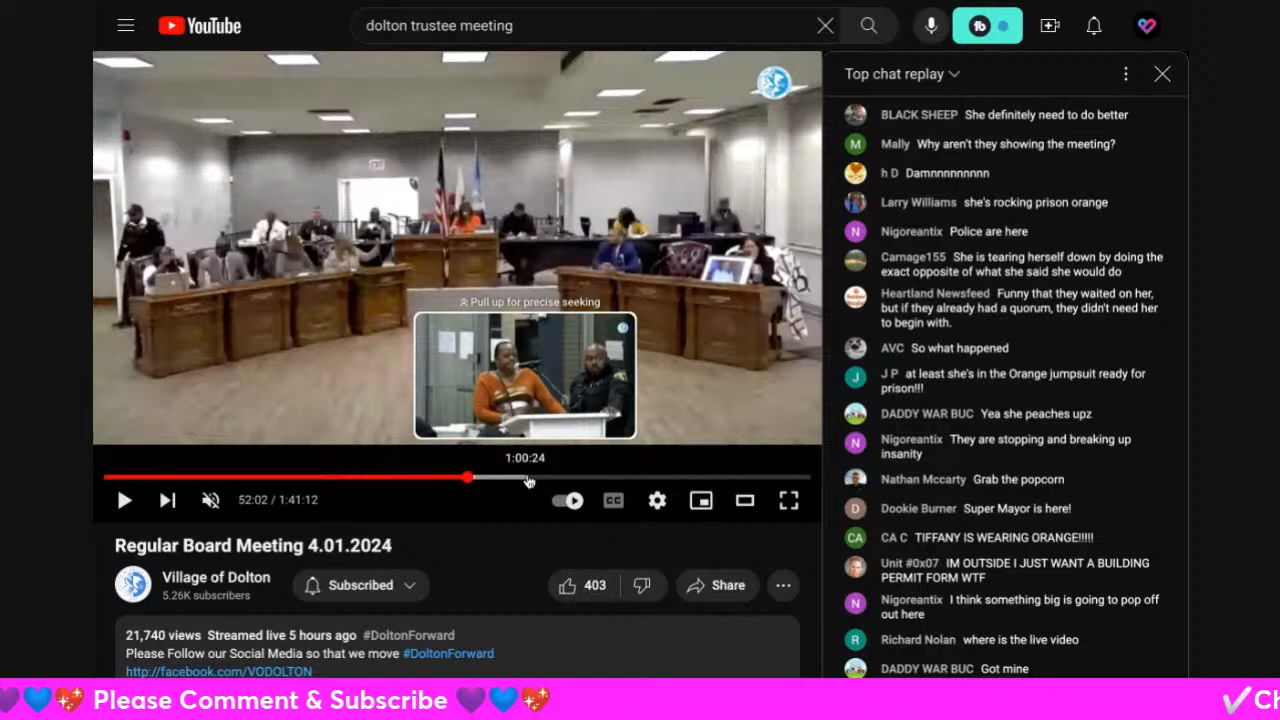 YouTube
dolton trustee meeting
Top chat replay
BLACK SHEEP She definitely need to do better
M Mally Why aren't they showing the meeting?
h D Damnnnnnnnn
Larry Williams she's rocking prison orange
N Nigoreantix Police are here
Carnage155 She is tearing herself down by doing the
exact opposite of what she said she would do
Heartland Newsfeed Funny that they waited on her,
but if they already had a quorum, they didn't need her
to begin with.
AVC So what happened
J J P at least she's in the Orange jumpsuit ready for
prison!!!
DADDY WAR BUC Yea she peaches upz
N Nigoreantix They are stopping and breaking up
insanity
Nathan Mccarty Grab the popcorn
D Dookie Burner Super Mayor is here!
CA CA C TIFFANY IS WEARING ORANGE!!!!!
Unit #0x07 IM OUTSIDE I JUST WANT A BUILDING
PERMIT FORM WTF
N Nigoreantix I think something big is going to pop off
out here
R Richard Nolan where is the live video
DADDY WAR BUC Got mine
Pull up for precise seeking
1:00:24
52:02 / 1:41:12
CC
Regular Board Meeting 4.01.2024
Village of Dolton
5.26K subscribers
Subscribed
403
Share
21,740 views Streamed live 5 hours ago #DoltonForward
Please Follow our Social Media so that we move #DoltonForward
http://facebook.com/VODOLTON
💜💙💖 Please Comment & Subscribe 💜💙💖
✔Ch